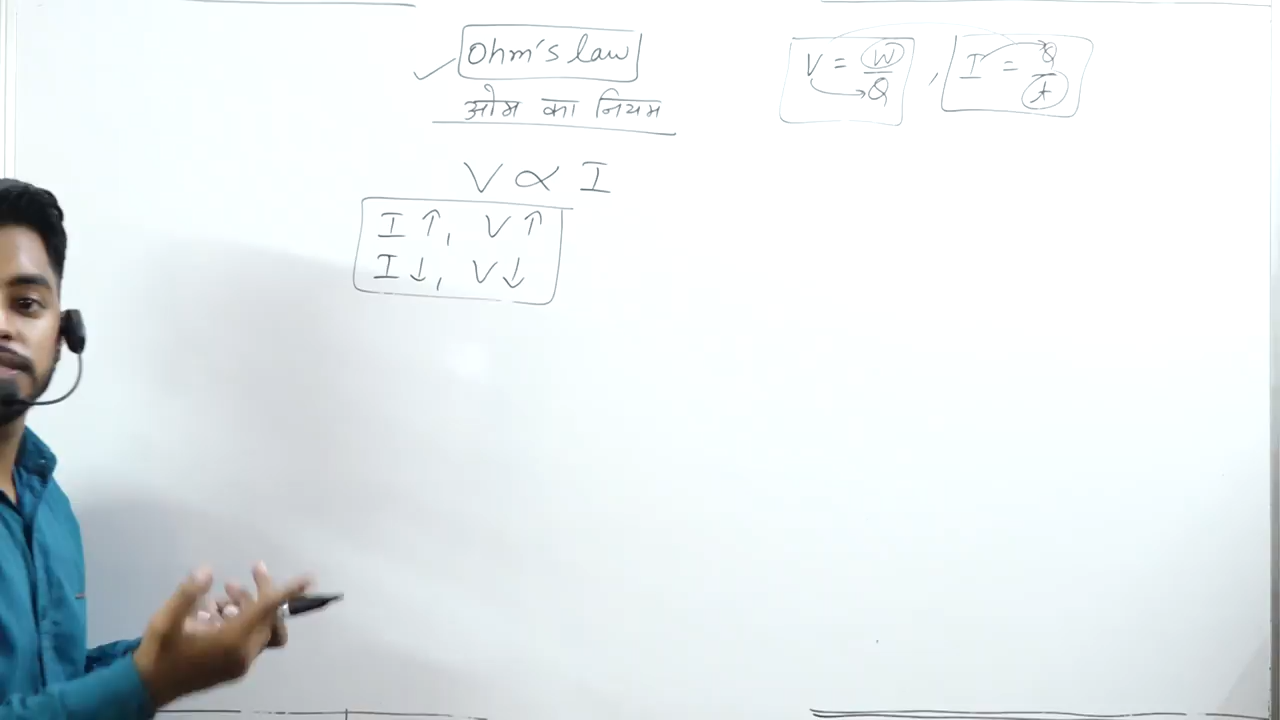 Ohm's law
ओम का नियम
V ∝ I
I ↑, V ↑
I ↓, V ↓
V = W/Q , I = Q/t